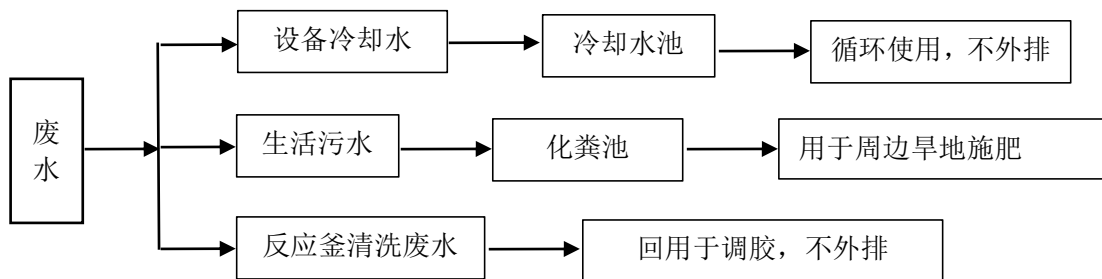 设备冷却水
冷却水池
循环使用，不外排
废
水
生活污水
化粪池
用于周边旱地施肥
反应釜清洗废水
回用于调胶，不外排